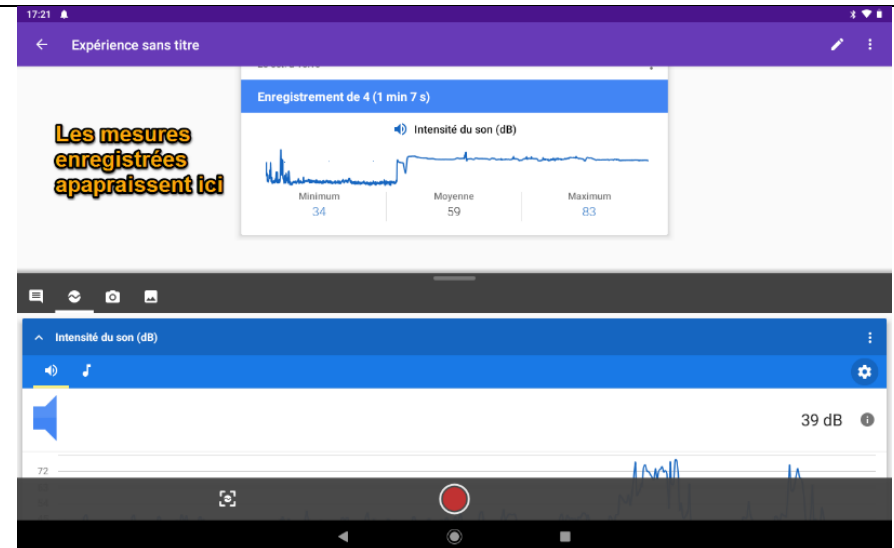 17:21
Expérience sans titre
Enregistrement de 4 (1 min 7 s)
Les mesures
enregistrées
apapraissent ici
Intensité du son (dB)
Minimum
Moyenne
Maximum
34
59
83
Intensité du son (dB)
39 dB
72